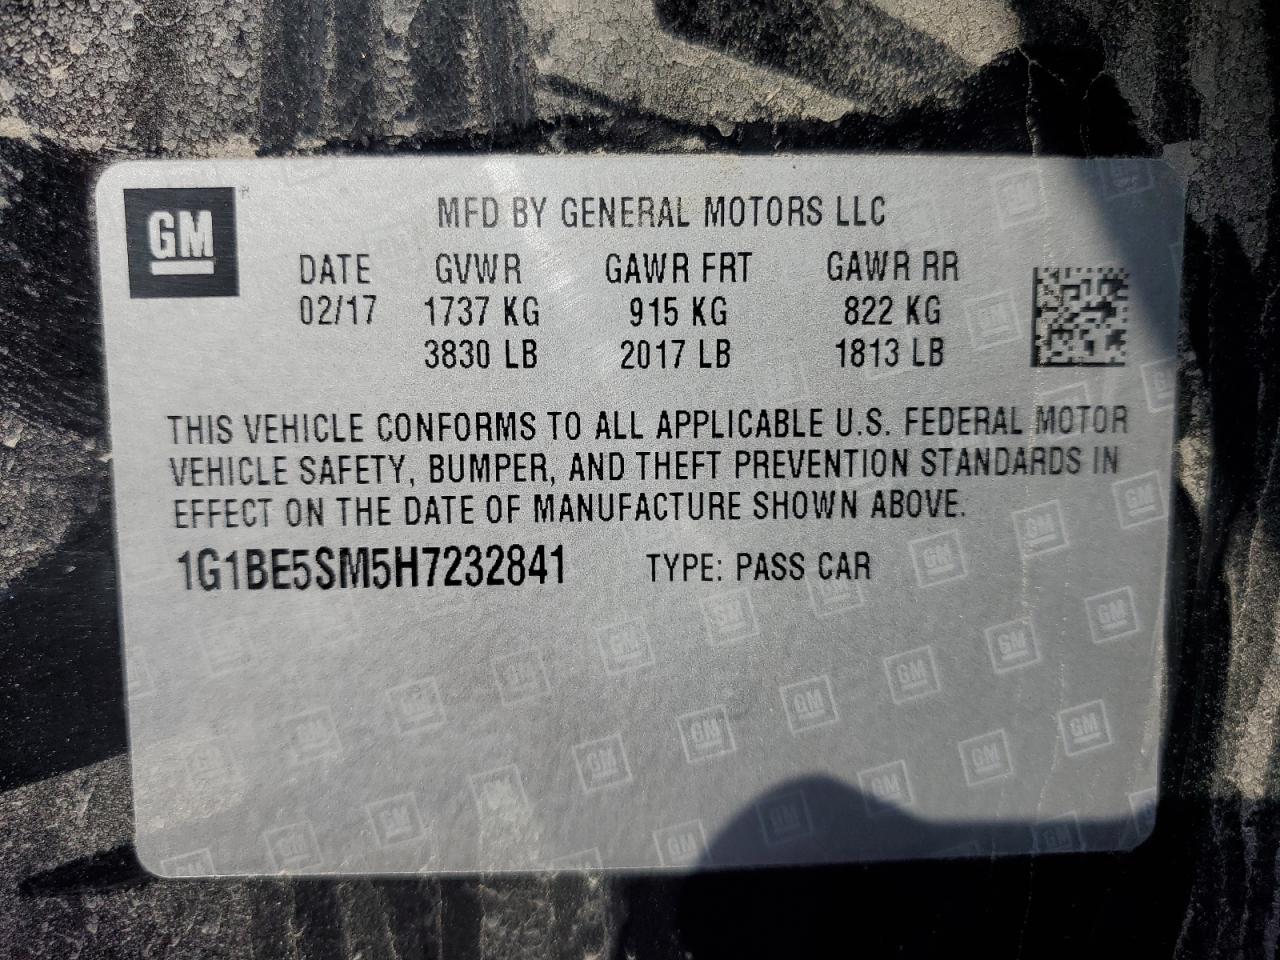 GM
MFD BY GENERAL MOTORS LLC
DATE GVWR GAWR FRT GAWR RR
02/17 1737 KG 915 KG 822 KG
3830 LB 2017 LB 1813 LB
THIS VEHICLE CONFORMS TO ALL APPLICABLE U.S. FEDERAL MOTOR
VEHICLE SAFETY, BUMPER, AND THEFT PREVENTION STANDARDS IN
EFFECT ON THE DATE OF MANUFACTURE SHOWN ABOVE.
1G1BE5SM5H7232841 TYPE: PASS CAR